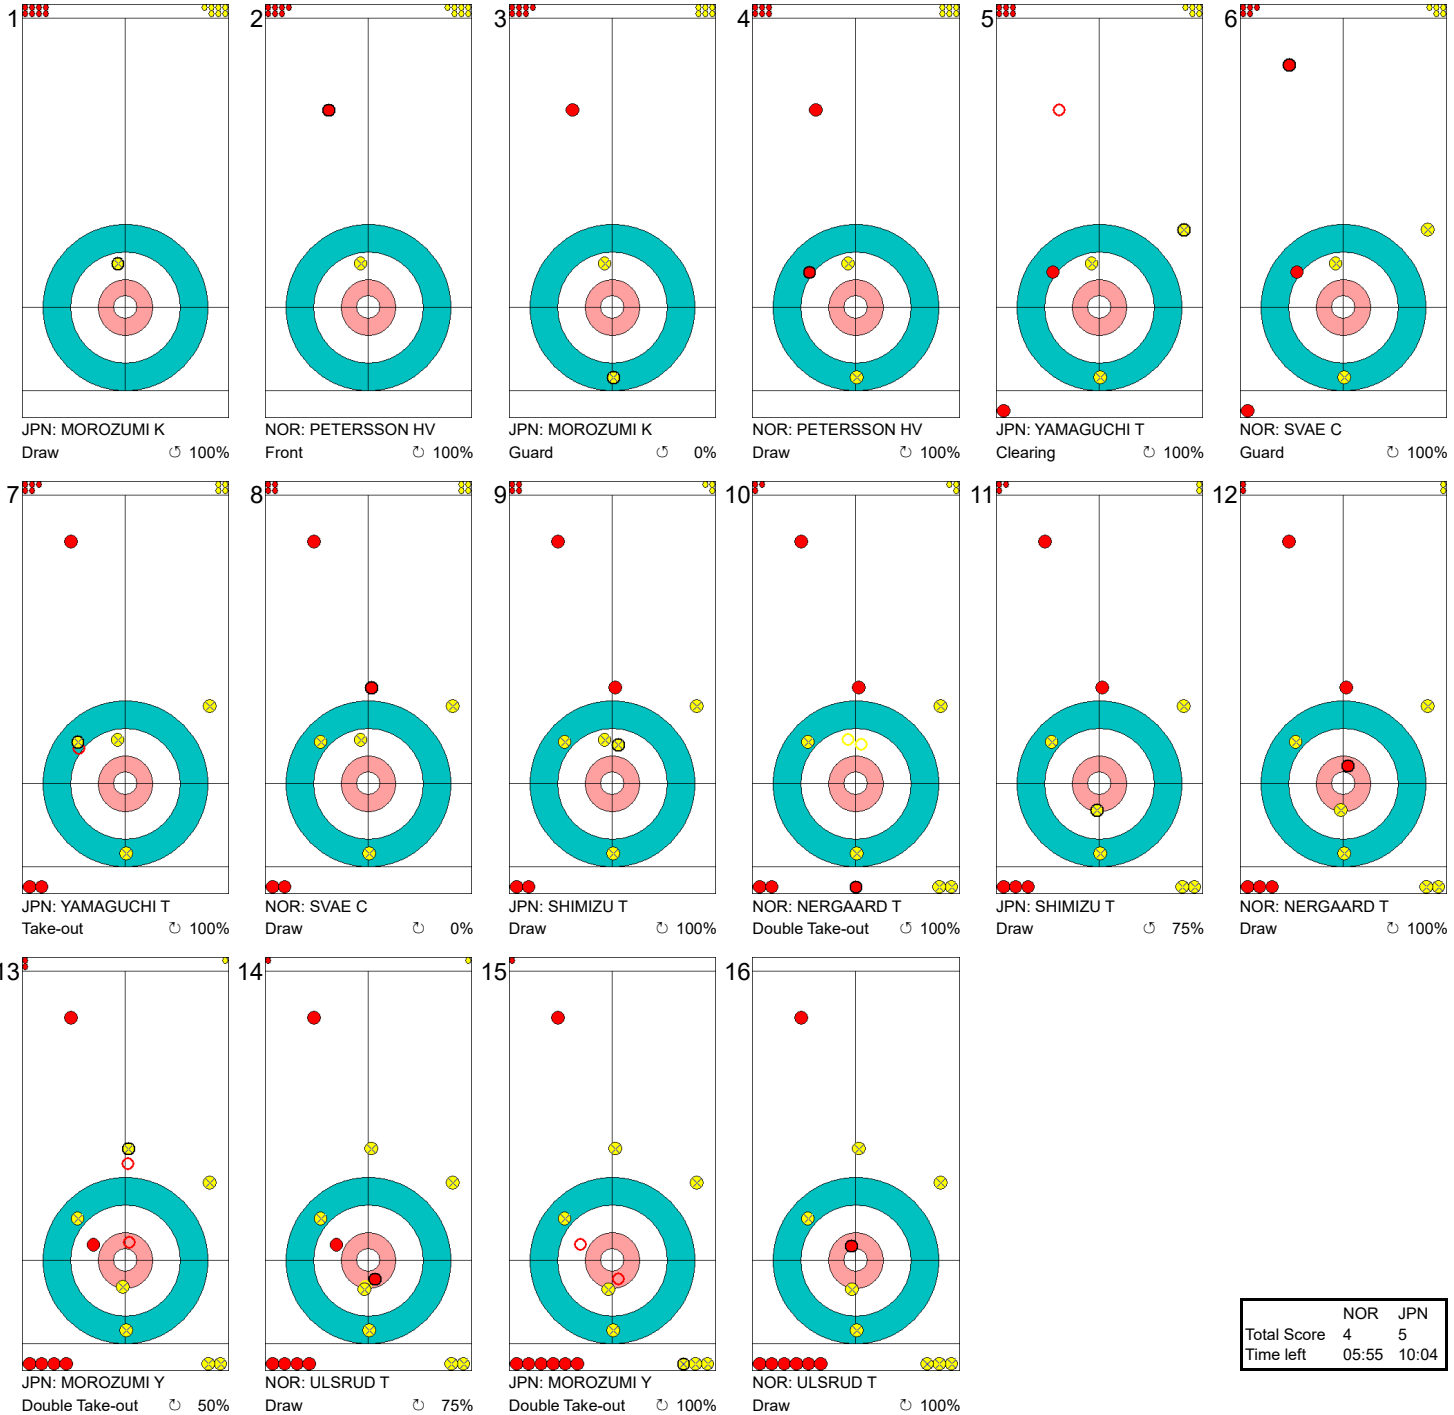 1
2
3
4
5
6
JPN: MOROZUMI K
NOR: PETERSSON HV
JPN: MOROZUMI K
NOR: PETERSSON HV
JPN: YAMAGUCHI T
NOR: SVAE C
Draw ↺ 100%
Front ↺ 100%
Guard ↺ 0%
Draw ↻ 100%
Clearing ↻ 100%
Guard ↻ 100%
7
8
9
10
11
12
JPN: YAMAGUCHI T
NOR: SVAE C
JPN: SHIMIZU T
NOR: NERGAARD T
JPN: SHIMIZU T
NOR: NERGAARD T
Take-out ↻ 100%
Draw ↻ 0%
Draw ↻ 100%
Double Take-out ↺ 100%
Draw ↺ 75%
Draw ↻ 100%
13
14
15
16
JPN: MOROZUMI Y
NOR: ULSRUD T
JPN: MOROZUMI Y
NOR: ULSRUD T
Double Take-out ↻ 50%
Draw ↻ 75%
Double Take-out ↻ 100%
Draw ↻ 100%
NOR JPN
Total Score 4 5
Time left 05:55 10:04